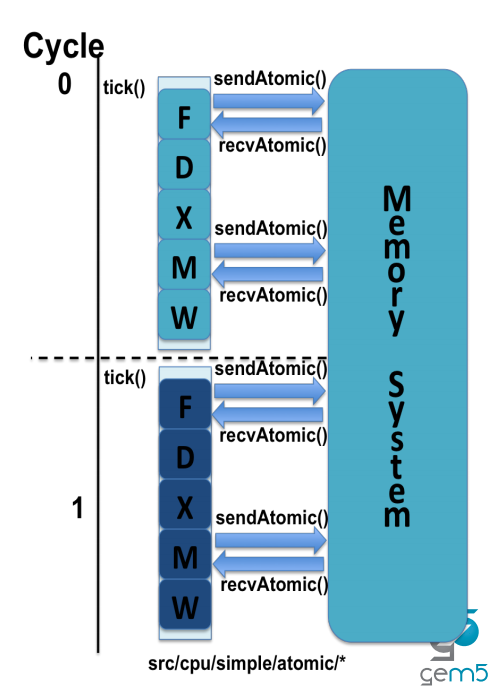 Cycle
0
tick()
sendAtomic()
F
recvAtomic()
D
X
sendAtomic()
M
recvAtomic()
W
Memory System
tick()
sendAtomic()
F
recvAtomic()
D
1
X
sendAtomic()
M
recvAtomic()
W
src/cpu/simple/atomic/*
gem5